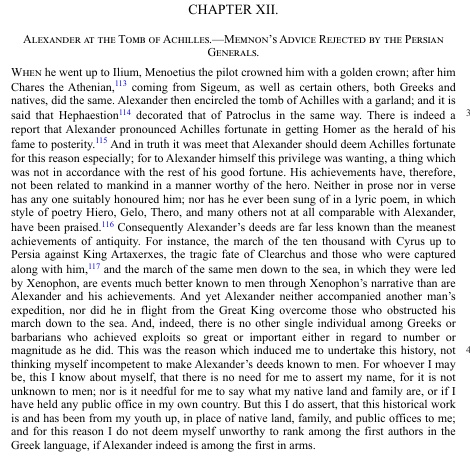 CHAPTER XII.
Alexander at the Tomb of Achilles.—Memnon's Advice Rejected by the Persian
Generals.
When he went up to Ilium, Menoetius the pilot crowned him with a golden crown; after him
Chares the Athenian,113 coming from Sigeum, as well as certain others, both Greeks and
natives, did the same. Alexander then encircled the tomb of Achilles with a garland; and it is
said that Hephaestion114 decorated that of Patroclus in the same way. There is indeed a 3
report that Alexander pronounced Achilles fortunate in getting Homer as the herald of his
fame to posterity.115 And in truth it was meet that Alexander should deem Achilles fortunate
for this reason especially; for to Alexander himself this privilege was wanting, a thing which
was not in accordance with the rest of his good fortune. His achievements have, therefore,
not been related to mankind in a manner worthy of the hero. Neither in prose nor in verse
has any one suitably honoured him; nor has he ever been sung of in a lyric poem, in which
style of poetry Hiero, Gelo, Thero, and many others not at all comparable with Alexander,
have been praised.116 Consequently Alexander's deeds are far less known than the meanest
achievements of antiquity. For instance, the march of the ten thousand with Cyrus up to
Persia against King Artaxerxes, the tragic fate of Clearchus and those who were captured
along with him,117 and the march of the same men down to the sea, in which they were led
by Xenophon, are events much better known to men through Xenophon's narrative than are
Alexander and his achievements. And yet Alexander neither accompanied another man's
expedition, nor did he in flight from the Great King overcome those who obstructed his
march down to the sea. And, indeed, there is no other single individual among Greeks or
barbarians who achieved exploits so great or important either in regard to number or
magnitude as he did. This was the reason which induced me to undertake this history, not 4
thinking myself incompetent to make Alexander's deeds known to men. For whoever I may
be, this I know about myself, that there is no need for me to assert my name, for it is not
unknown to men; nor is it needful for me to say what my native land and family are, or if I
have held any public office in my own country. But this I do assert, that this historical work
is and has been from my youth up, in place of native land, family, and public offices to me;
and for this reason I do not deem myself unworthy to rank among the first authors in the
Greek language, if Alexander indeed is among the first in arms.